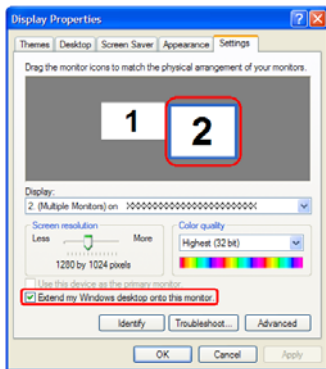 Display Properties
Themes Desktop Screen Saver Appearance Settings
Drag the monitor icons to match the physical arrangement of your monitors.
1 2
Display:
2. (Multiple Monitors) on
Screen resolution Color quality
Less More Highest (32 bit)
1280 by 1024 pixels
Use this device as the primary monitor.
Extend my Windows desktop onto this monitor.
Identify Troubleshoot... Advanced
OK Cancel Apply